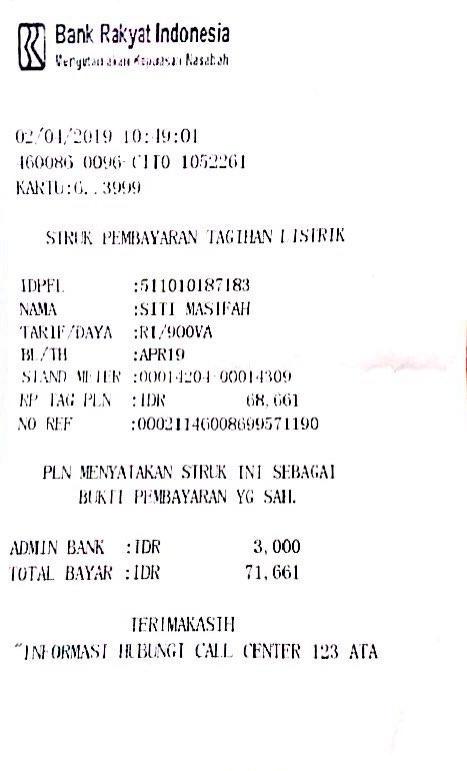 Bank Rakyat Indonesia
Mengutamakan Kepuasan Nasabah
02/04/2019 10:49:01
460086 0096-CITO 1052261
KARTU:6..3999
STRUK PEMBAYARAN TAGIHAN LISTRIK
IDPEL :511010187183
NAMA :SITI MASIFAH
TARIF/DAYA :R1/900VA
BL/TH :APR19
STAND METER :00014204-00014309
RP TAG PLN :IDR 68,661
NO REF :00021146008699571190
PLN MENYATAKAN STRUK INI SEBAGAI
BUKTI PEMBAYARAN YG SAH.
ADMIN BANK :IDR 3,000
TOTAL BAYAR :IDR 71,661
TERIMAKASIH
"INFORMASI HUBUNGI CALL CENTER 123 ATA